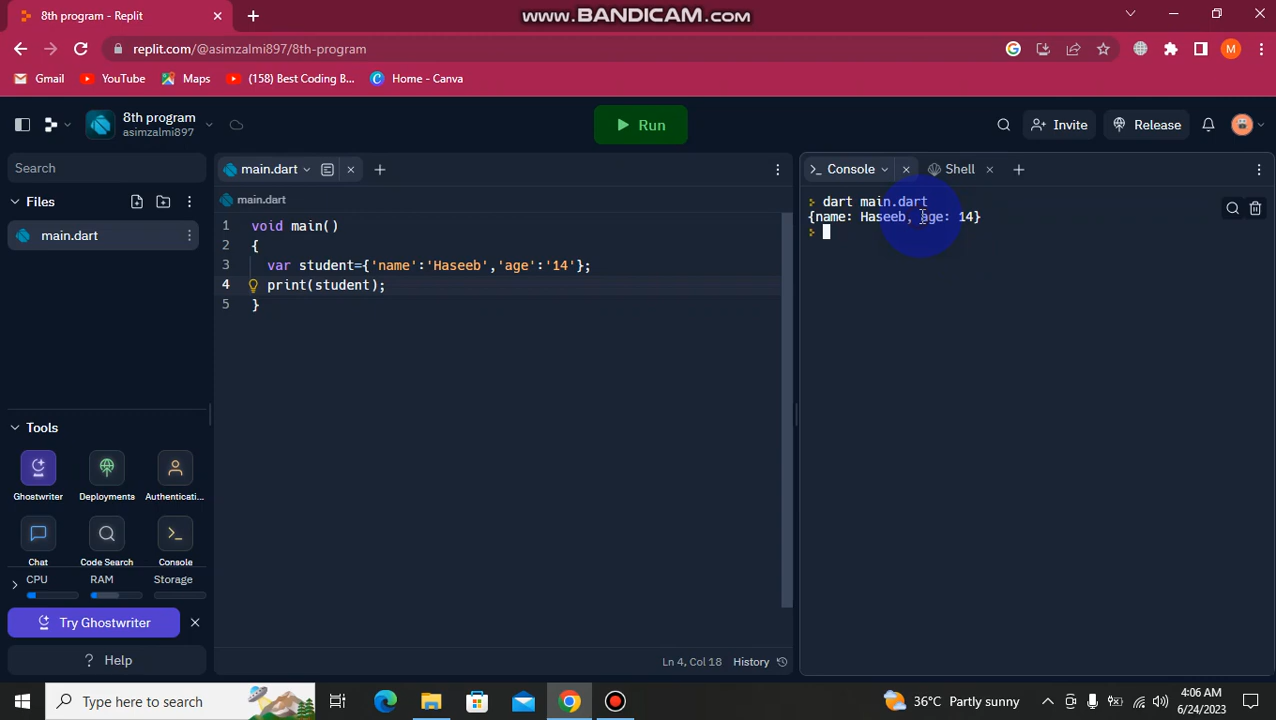 8th program - Replit
www.BANDICAM.com
replit.com/@asimzalmi897/8th-program
M
Gmail
YouTube
Maps
(158) Best Coding B...
Home - Canva
8th program
asimzalmi897
Run
Invite
Release
Search
main.dart
Console
Shell
Files
main.dart
main.dart
1 void main()
2 {
3 var student={'name':'Haseeb','age':'14'};
4 print(student);
5 }
dart main.dart
{name: Haseeb, age: 14}
Tools
Ghostwriter
Deployments
Authenticati...
Chat
Code Search
Console
CPU
RAM
Storage
Try Ghostwriter
? Help
Ln 4, Col 18
History
Type here to search
36°C Partly sunny
4:06 AM
6/24/2023